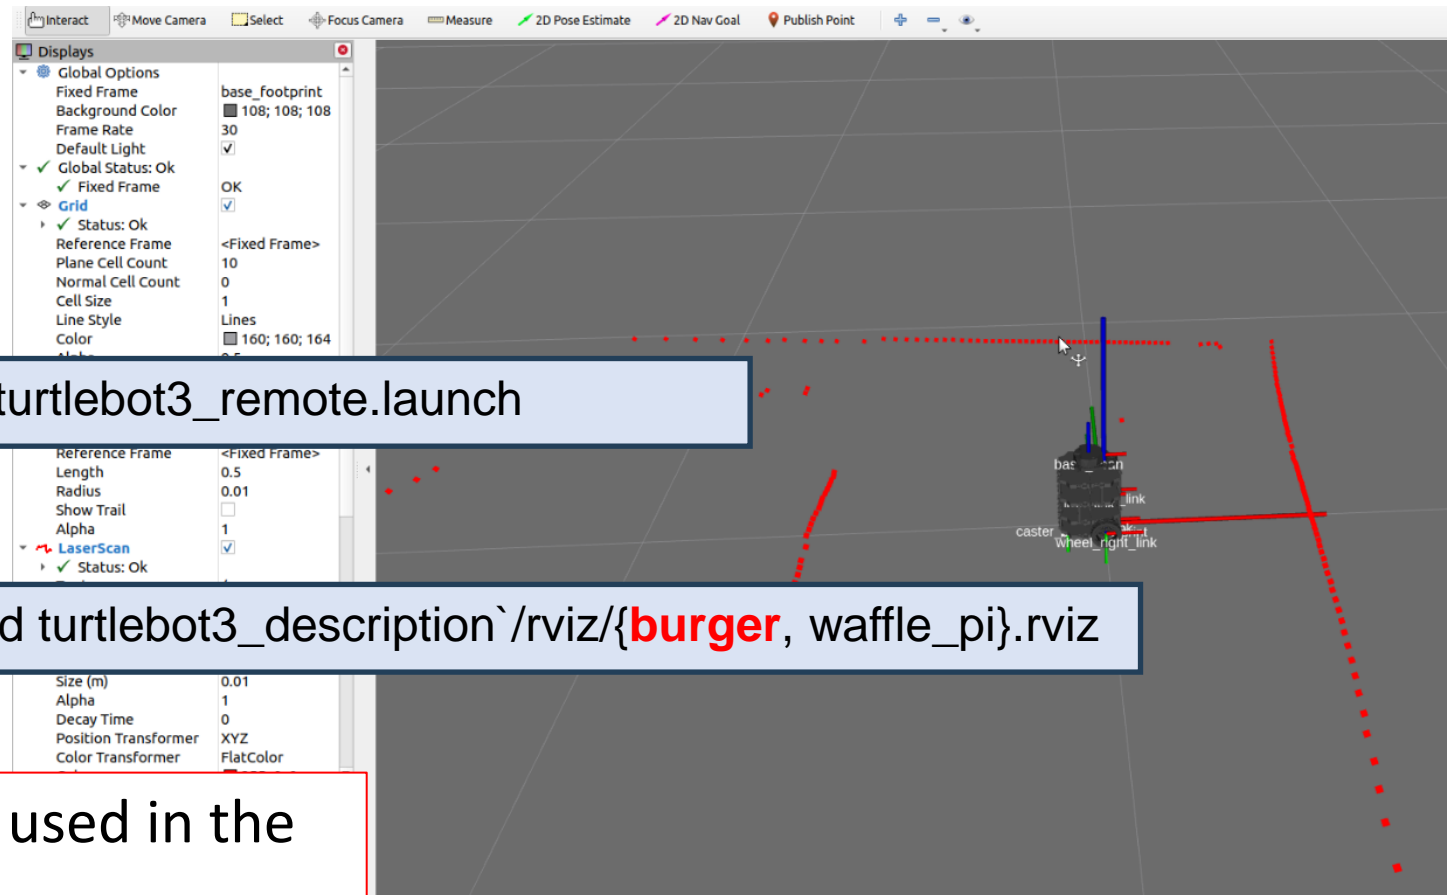 Interact Move Camera Select Focus Camera Measure 2D Pose Estimate 2D Nav Goal Publish Point
Displays
Global Options
Fixed Frame base_footprint
Background Color 108; 108; 108
Frame Rate 30
Default Light
Global Status: Ok
Fixed Frame OK
Grid
Status: Ok
Reference Frame <Fixed Frame>
Plane Cell Count 10
Normal Cell Count 0
Cell Size 1
Line Style Lines
Color 160; 160; 164
turtlebot3_remote.launch
Reference Frame <Fixed Frame>
Length 0.5
Radius 0.01
Show Trail
Alpha 1
LaserScan
Status: Ok
d turtlebot3_description`/rviz/{burger, waffle_pi}.rviz
Size (m) 0.01
Alpha 1
Decay Time 0
Position Transformer XYZ
Color Transformer FlatColor
used in the
_link
caster_
wheel_right_link